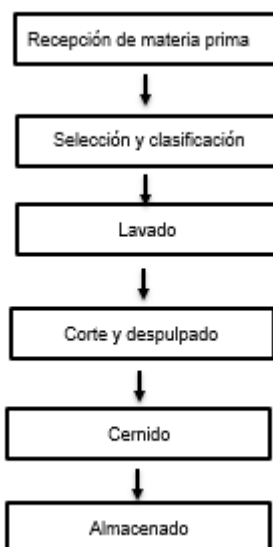 Recepción de materia prima
Selección y clasificación
Lavado
Corte y despulpado
Cernido
Almacenado